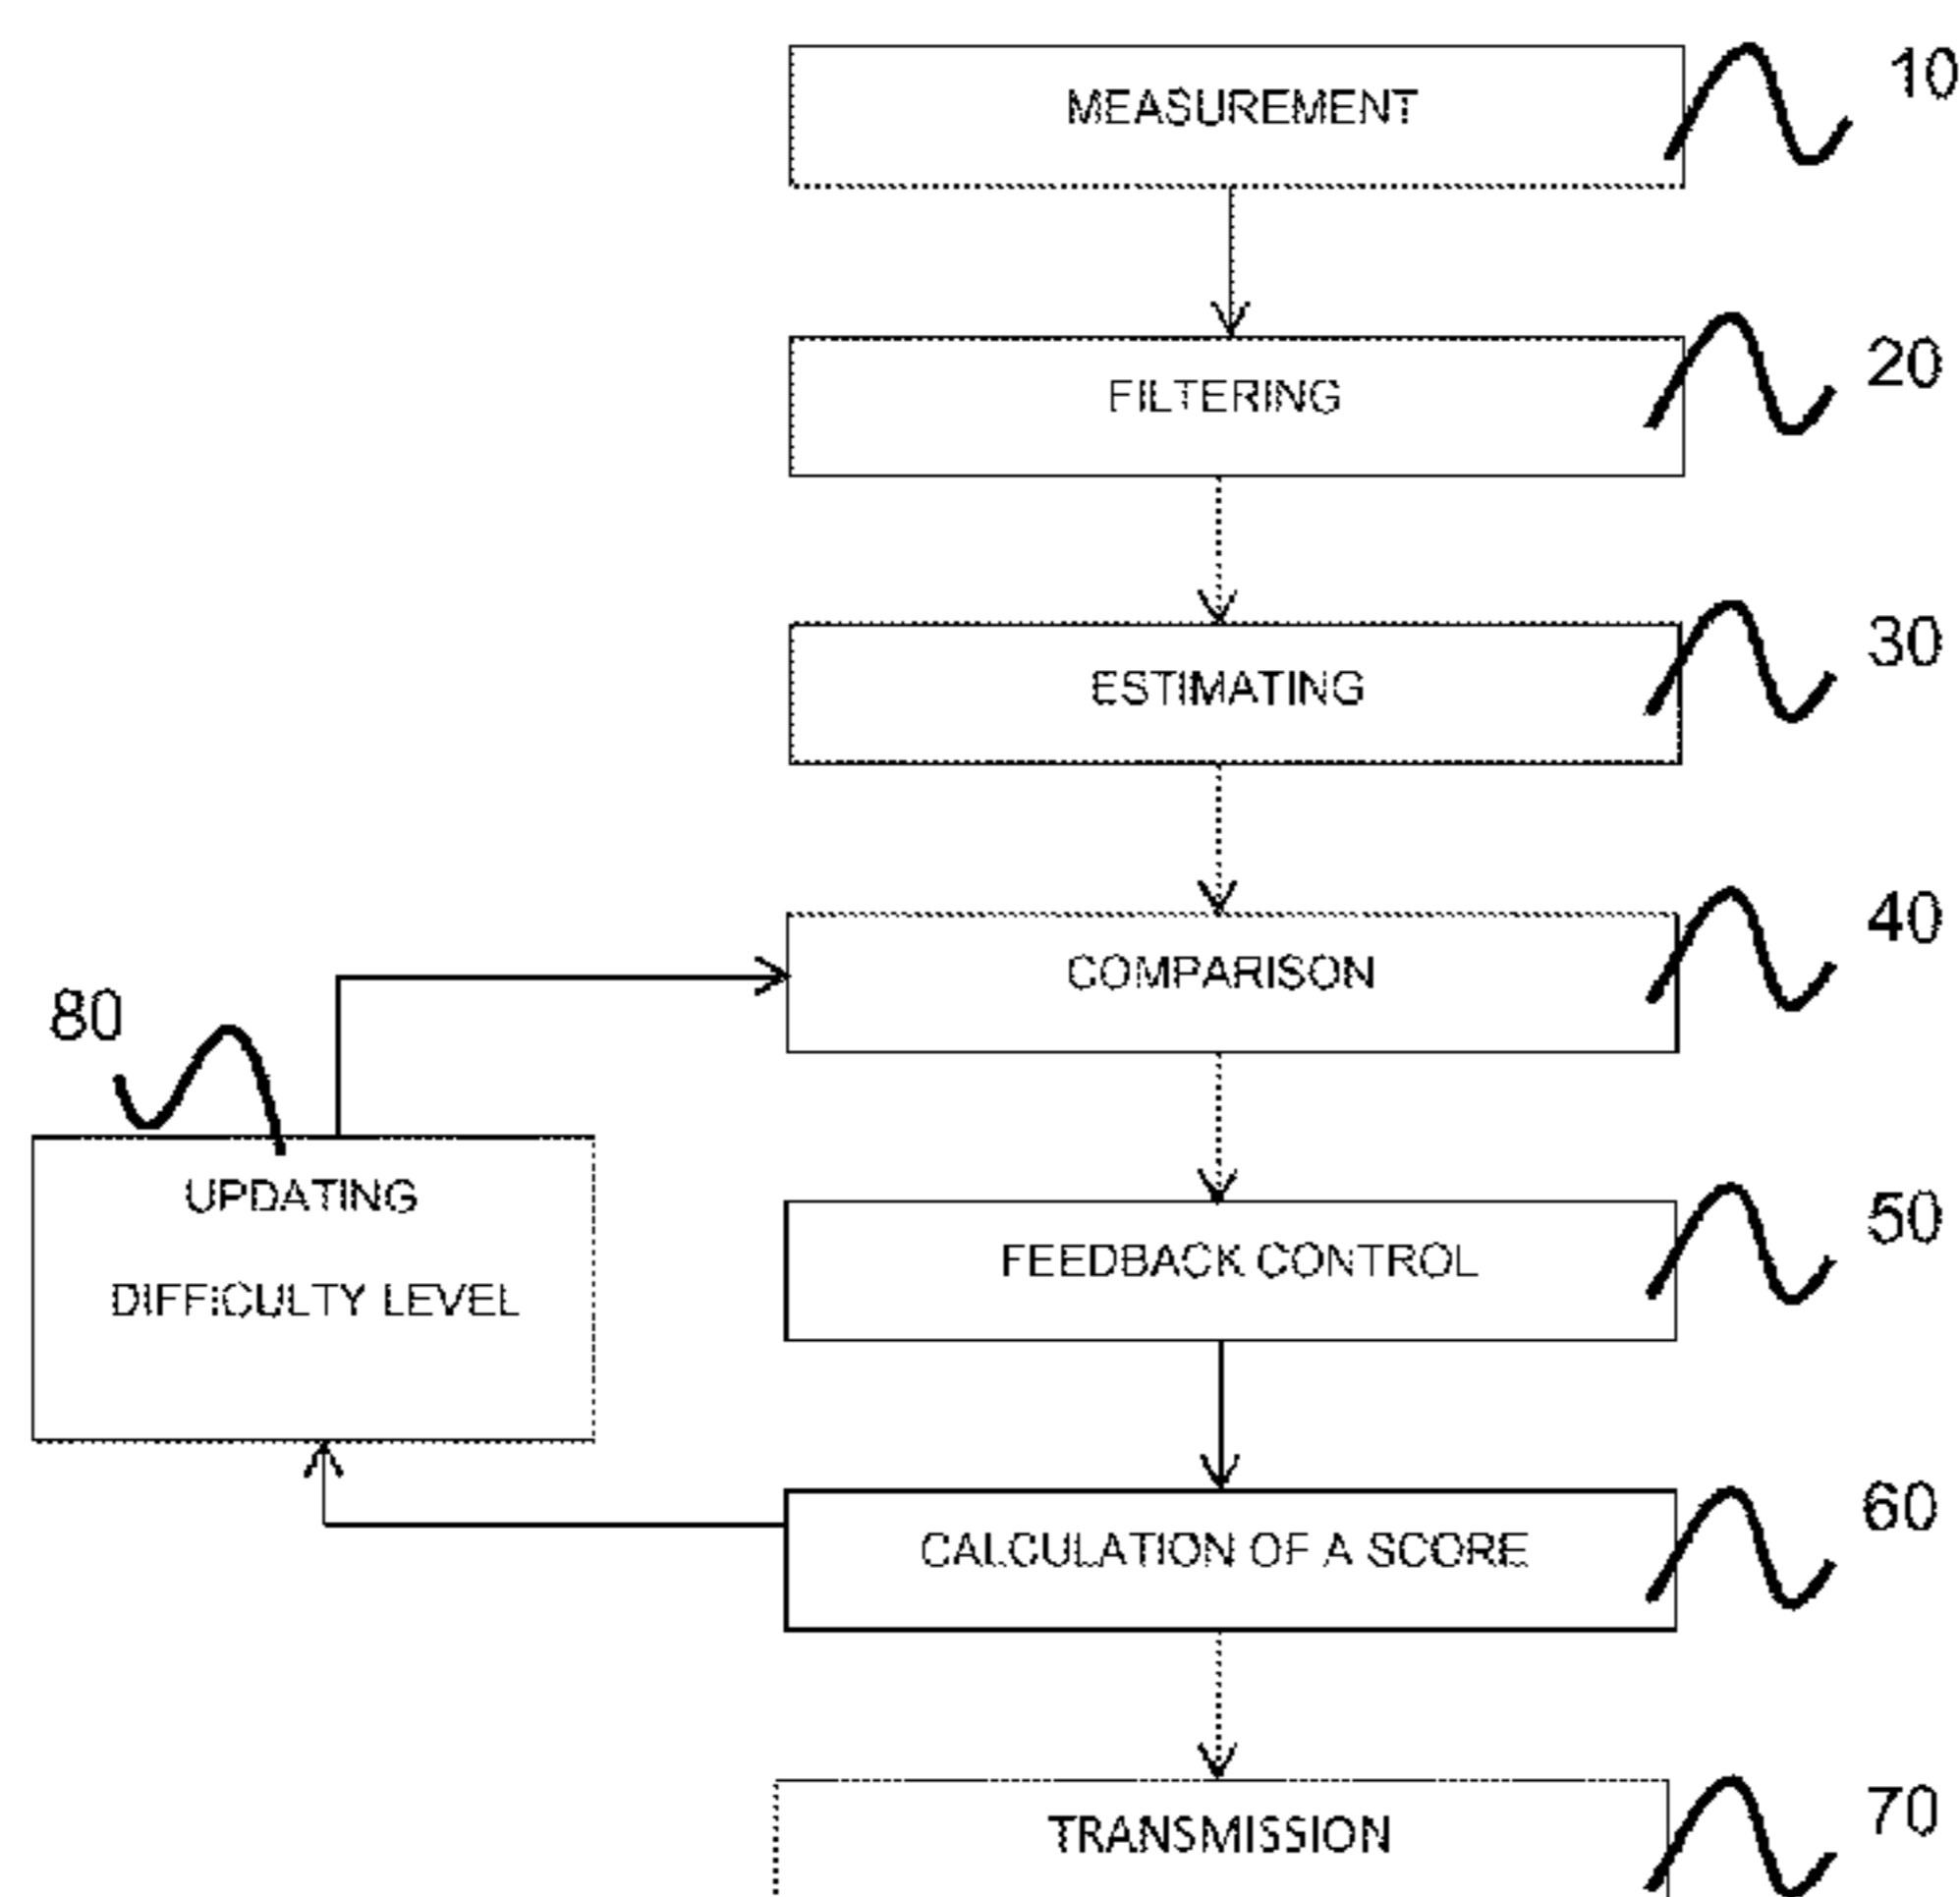 MEASUREMENT
10
FILTERING
20
ESTIMATING
30
COMPARISON
40
80
UPDATING
DIFFICULTY LEVEL
FEEDBACK CONTROL
50
CALCULATION OF A SCORE
60
TRANSMISSION
70